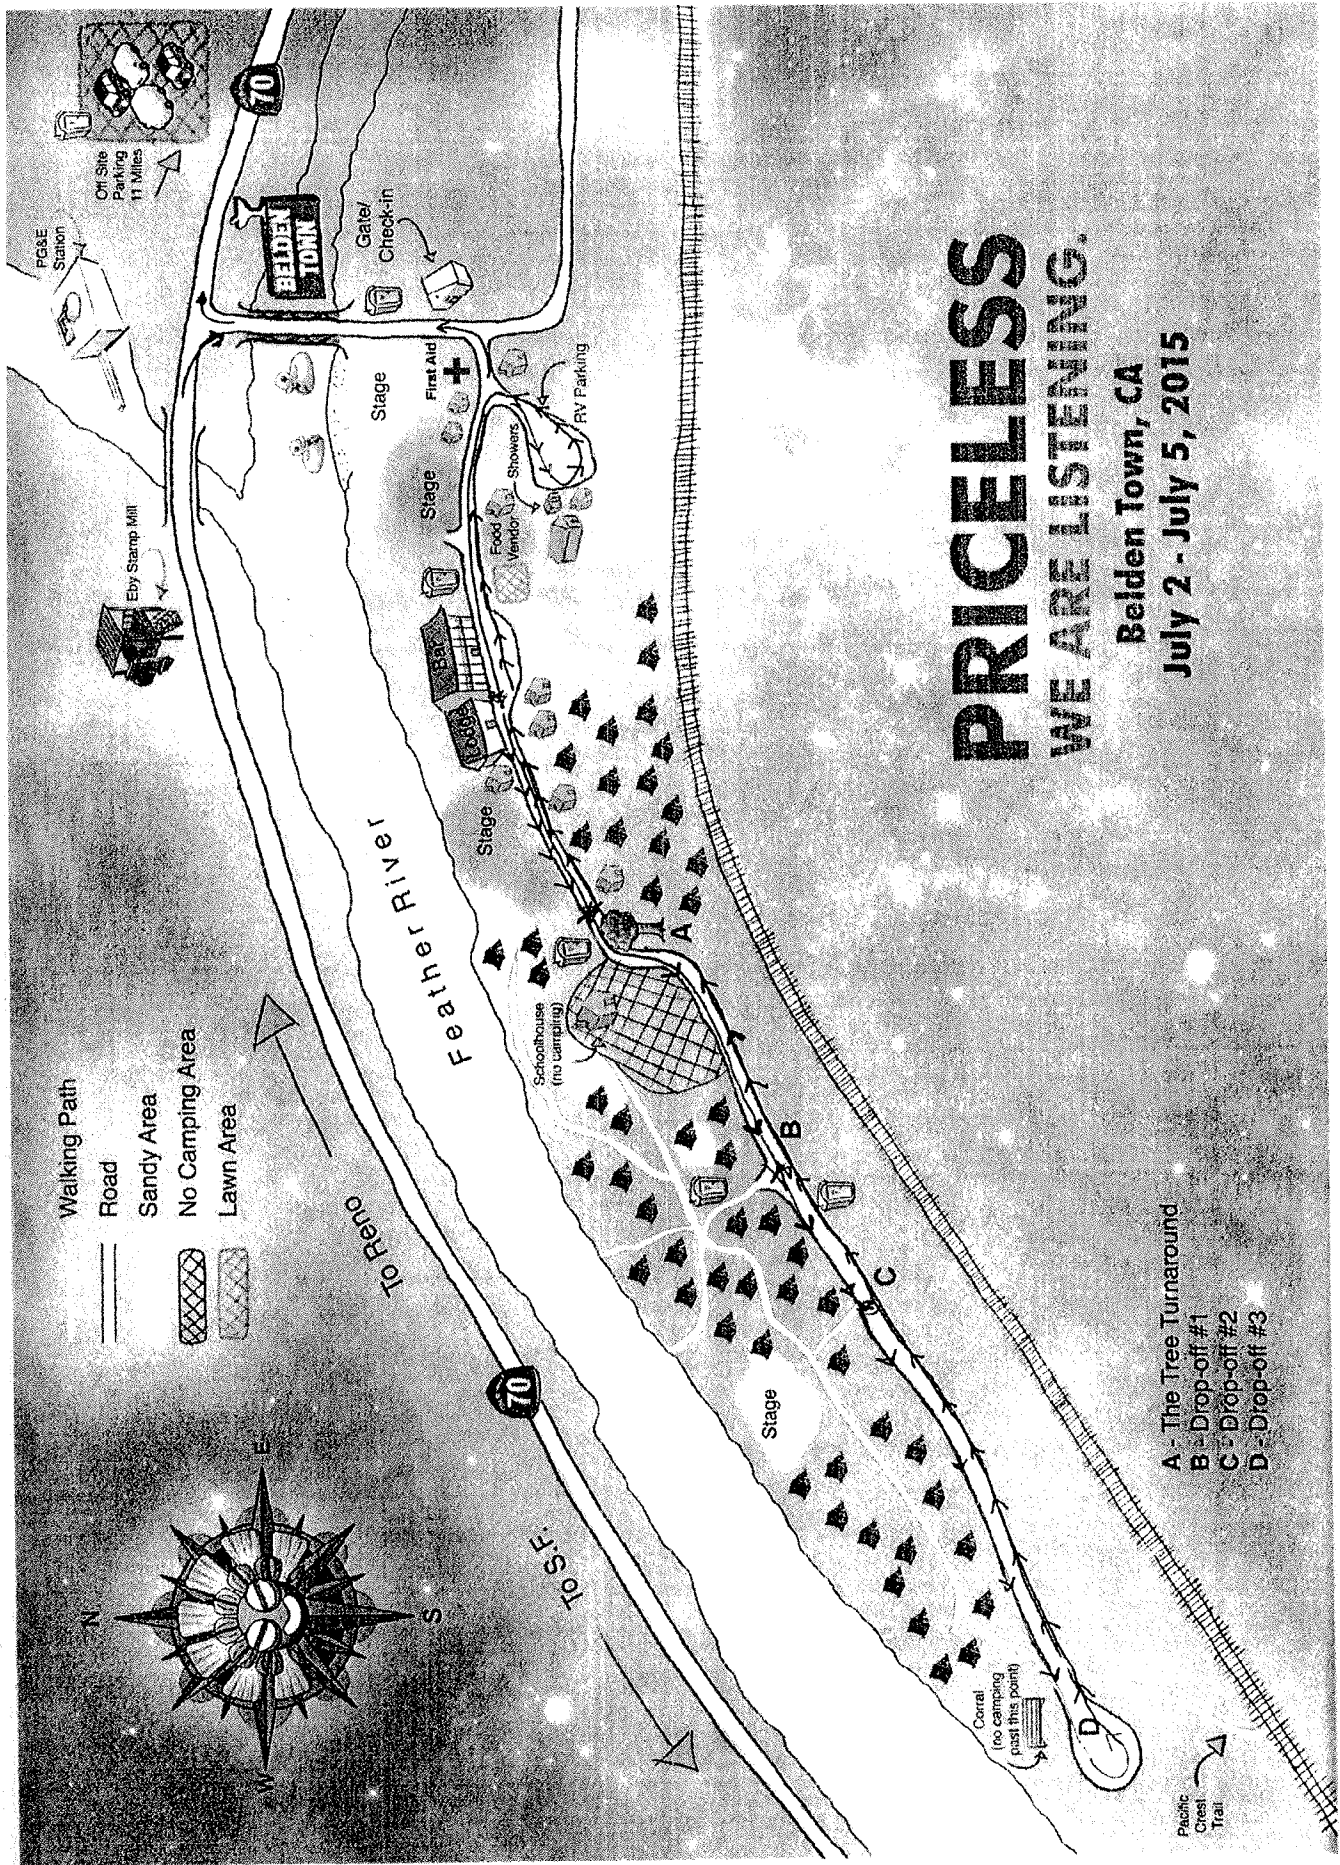 N
E
S
W
Walking Path
Road
Sandy Area
No Camping Area
Lawn Area
To Reno
To S.F.
70
Feather River
Eby Stamp Mill
PG&E
Station
Off Site
Parking
11 Miles
70
BELDEN
TOWN
Gate/
Check-in
First Aid
Stage
Stage
Showers
RV Parking
Food
Vendor
Bar
Lodge
Stage
A
Schoolhouse
(no camping)
B
C
Stage
Corral
(no camping
past this point)
D
Pacific
Crest
Trail
A - The Tree Turnaround
B - Drop-off #1
C - Drop-off #2
D - Drop-off #3
PRICELESS
WE ARE LISTENING.
Belden Town, CA
July 2 - July 5, 2015